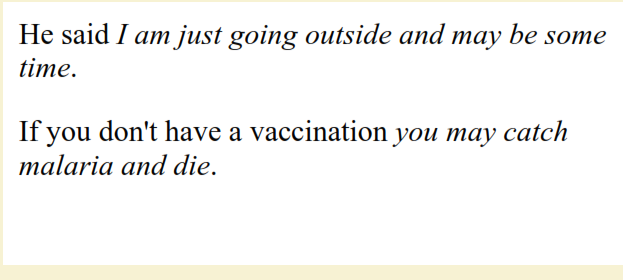 He said I am just going outside and may be some
time.
If you don't have a vaccination you may catch
malaria and die.